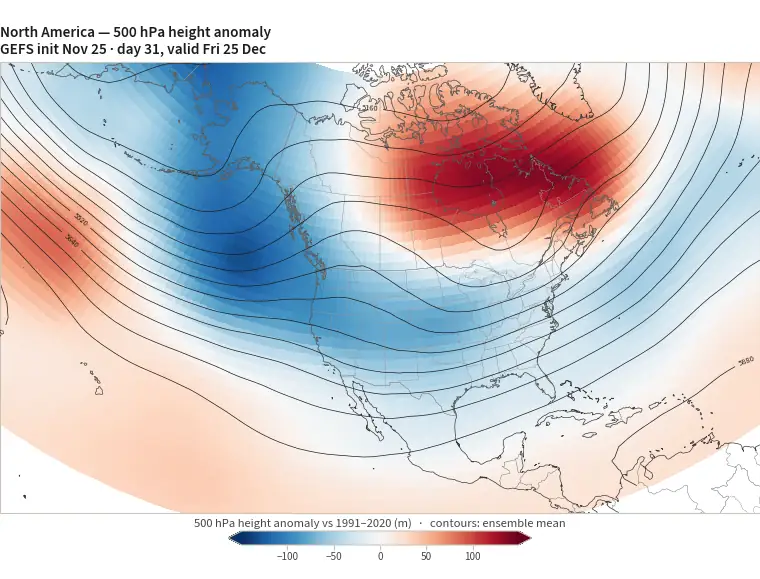 North America — 500 hPa height anomaly
GEFS init Nov 25 · day 31, valid Fri 25 Dec
5160
5520
5640
5880
500 hPa height anomaly vs 1991–2020 (m) · contours: ensemble mean
−100 −50 0 50 100